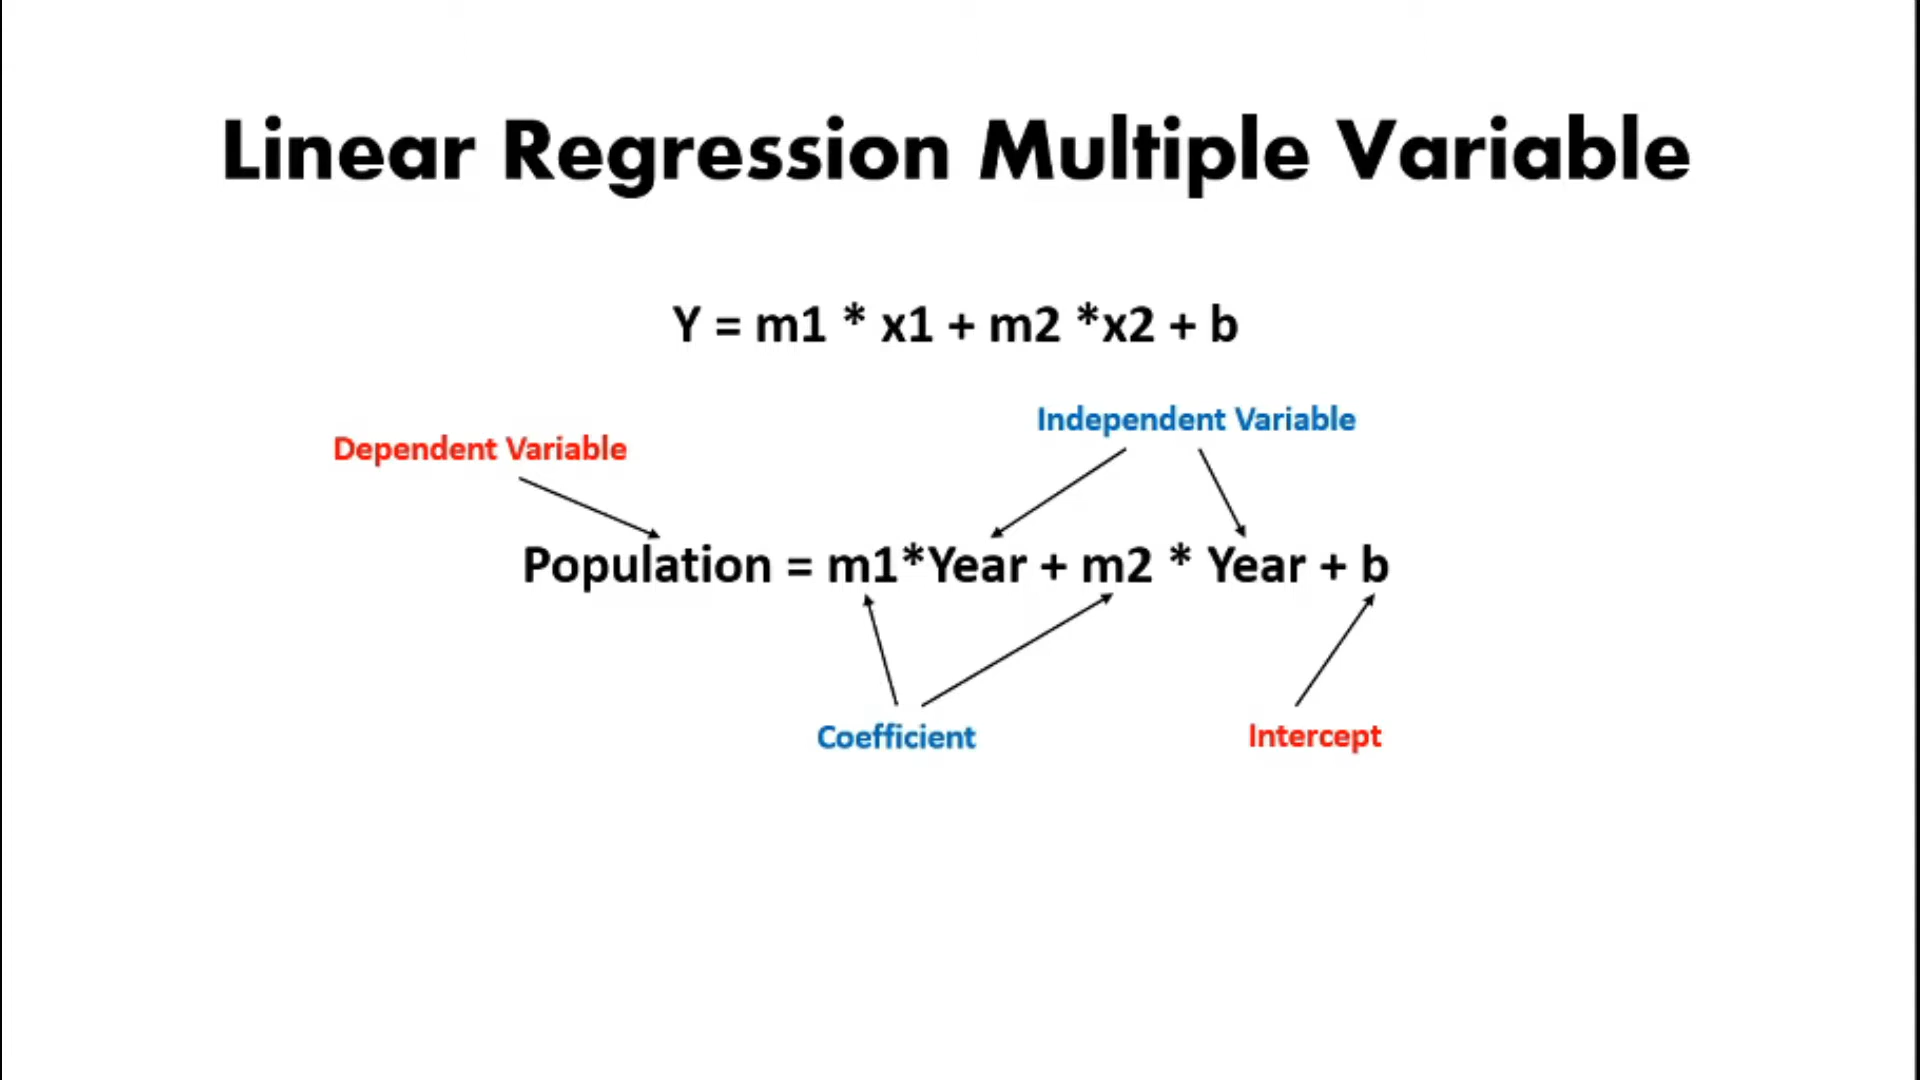 Linear Regression Multiple Variable
Y = m1 * x1 + m2 *x2 + b
Independent Variable
Dependent Variable
Population = m1*Year + m2 * Year + b
Coefficient
Intercept